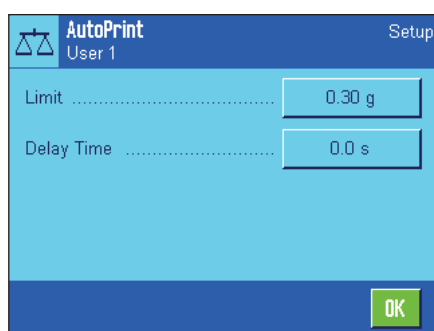 AutoPrint Setup
User 1
Limit ..................................... 0.30 g
Delay Time ........................... 0.0 s
OK